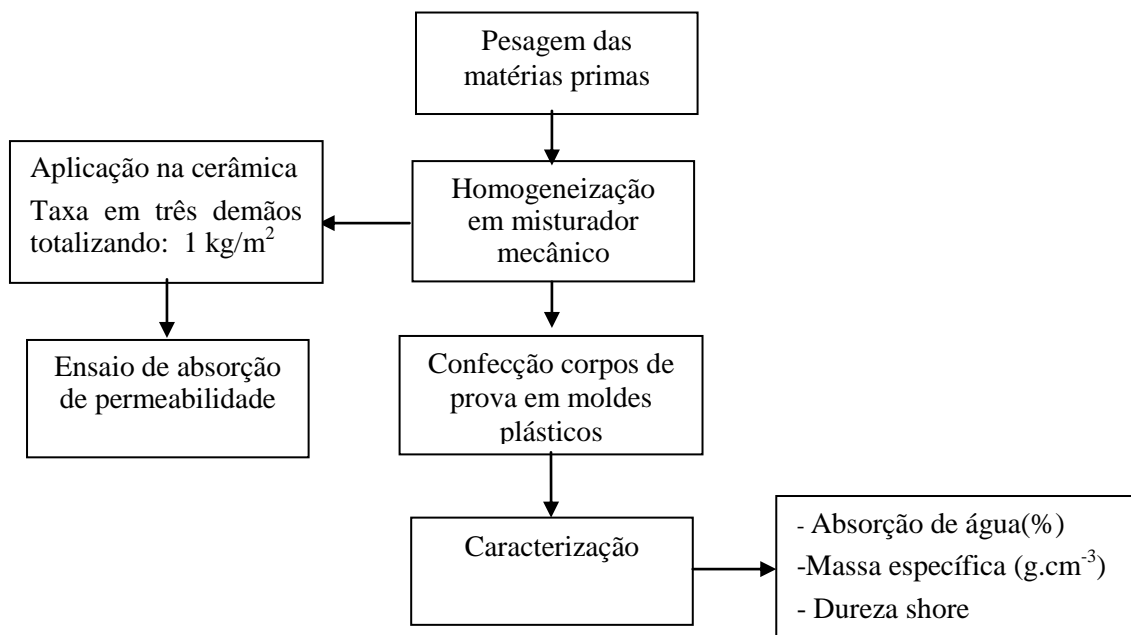 Pesagem das
matérias primas
Aplicação na cerâmica
Taxa em três demãos
totalizando: 1 kg/m²
Homogeneização
em misturador
mecânico
Ensaio de absorção
de permeabilidade
Confecção corpos de
prova em moldes
plásticos
Caracterização
- Absorção de água(%)
-Massa específica (g.cm⁻³)
- Dureza shore